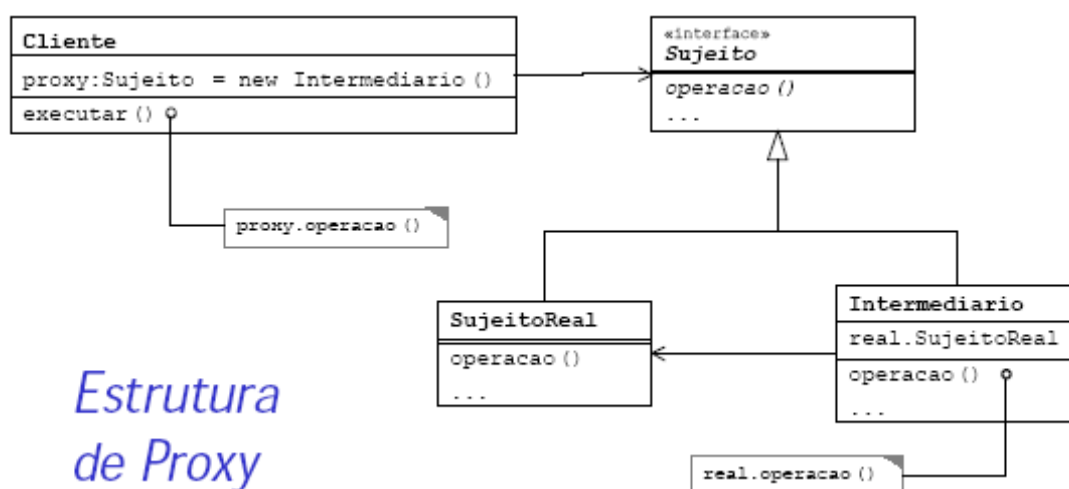 Cliente
proxy:Sujeito = new Intermediario()
executar()
proxy.operacao()
«interface»
Sujeito
operacao()
...
SujeitoReal
operacao()
...
Intermediario
real.SujeitoReal
operacao()
...
real.operacao()
Estrutura
de Proxy